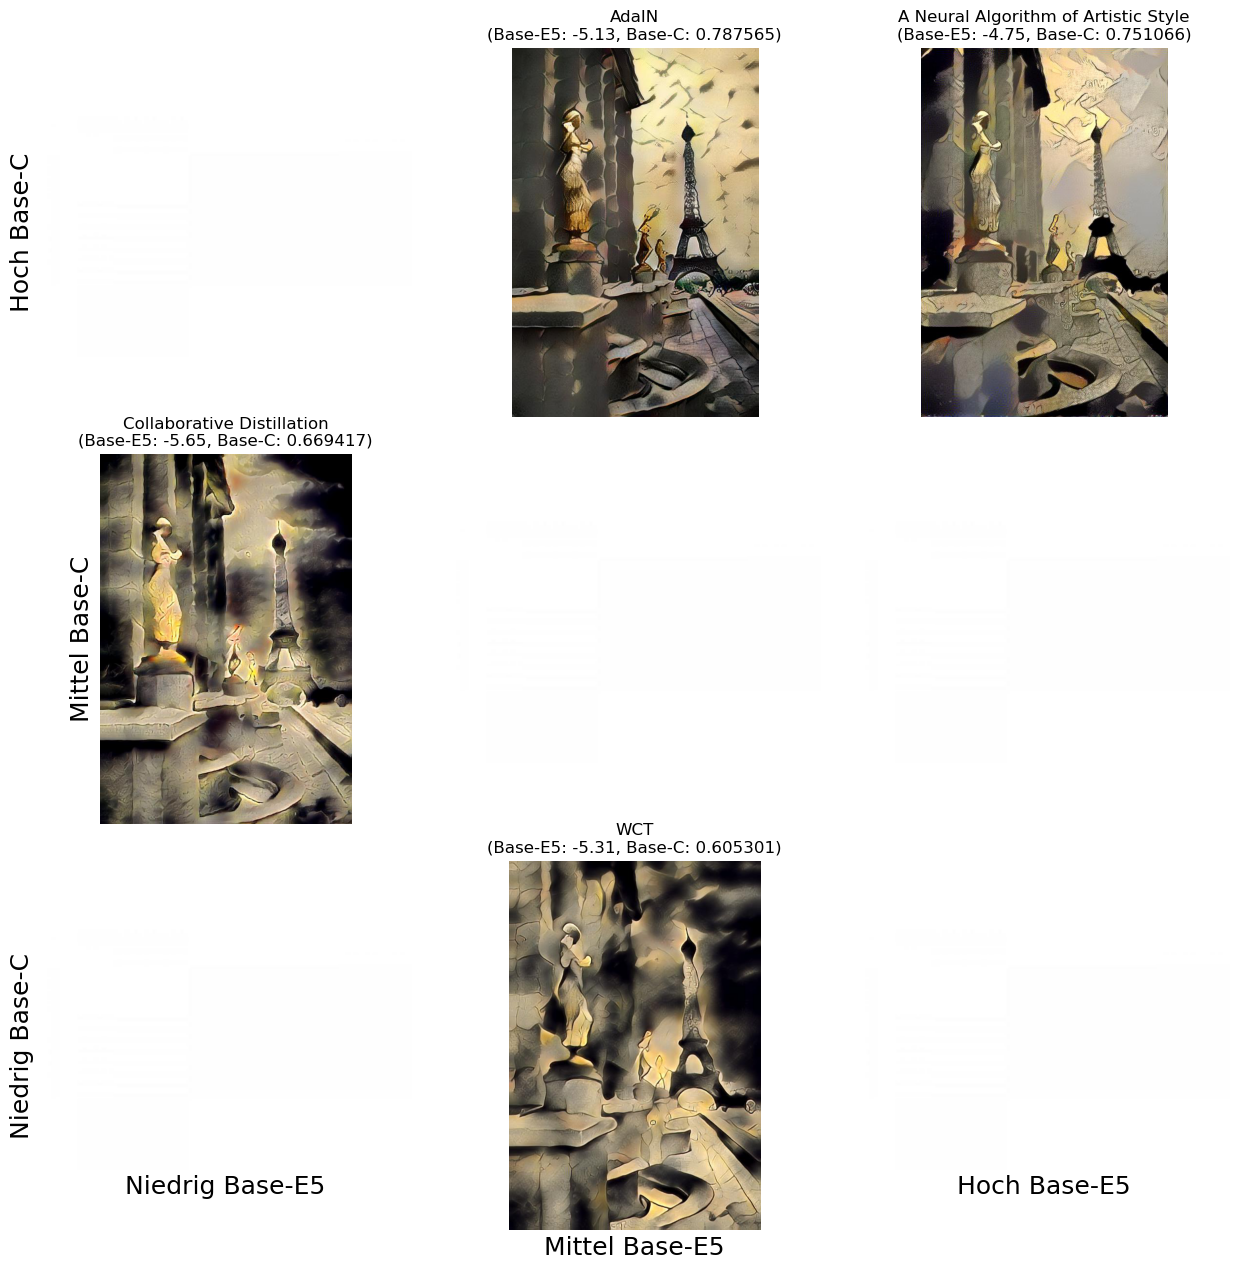 AdaIN
(Base-E5: -5.13, Base-C: 0.787565)
A Neural Algorithm of Artistic Style
(Base-E5: -4.75, Base-C: 0.751066)
Hoch Base-C
Collaborative Distillation
(Base-E5: -5.65, Base-C: 0.669417)
Mittel Base-C
WCT
(Base-E5: -5.31, Base-C: 0.605301)
Niedrig Base-C
Niedrig Base-E5
Hoch Base-E5
Mittel Base-E5